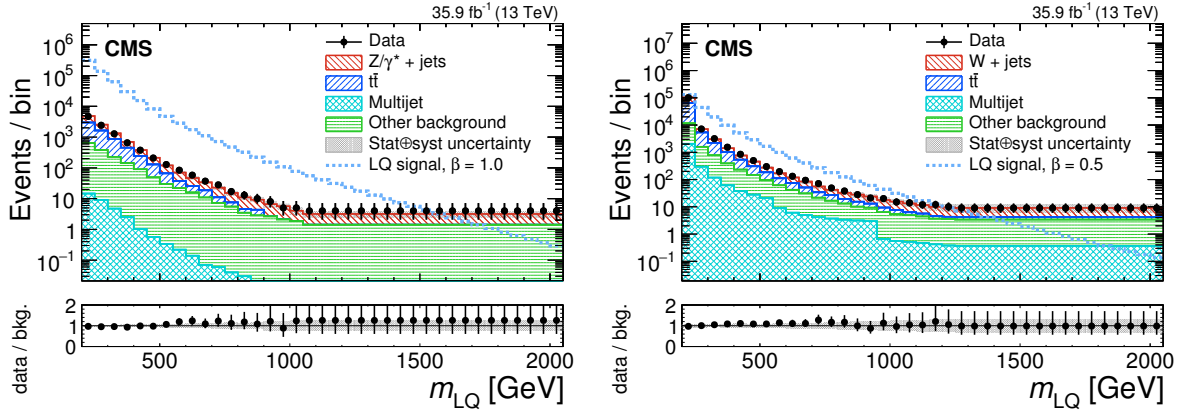 35.9 fb⁻¹ (13 TeV)
CMS
Data
Z/γ* + jets
tt̄
Multijet
Other background
Stat⊕syst uncertainty
LQ signal, β = 1.0
Events / bin
10⁶
10⁵
10⁴
10³
10²
10
1
10⁻¹
data / bkg.
2
1
0
500 1000 1500 2000
m_LQ [GeV]
35.9 fb⁻¹ (13 TeV)
CMS
Data
W + jets
tt̄
Multijet
Other background
Stat⊕syst uncertainty
LQ signal, β = 0.5
Events / bin
10⁷
10⁶
10⁵
10⁴
10³
10²
10
1
10⁻¹
data / bkg.
2
1
0
500 1000 1500 2000
m_LQ [GeV]